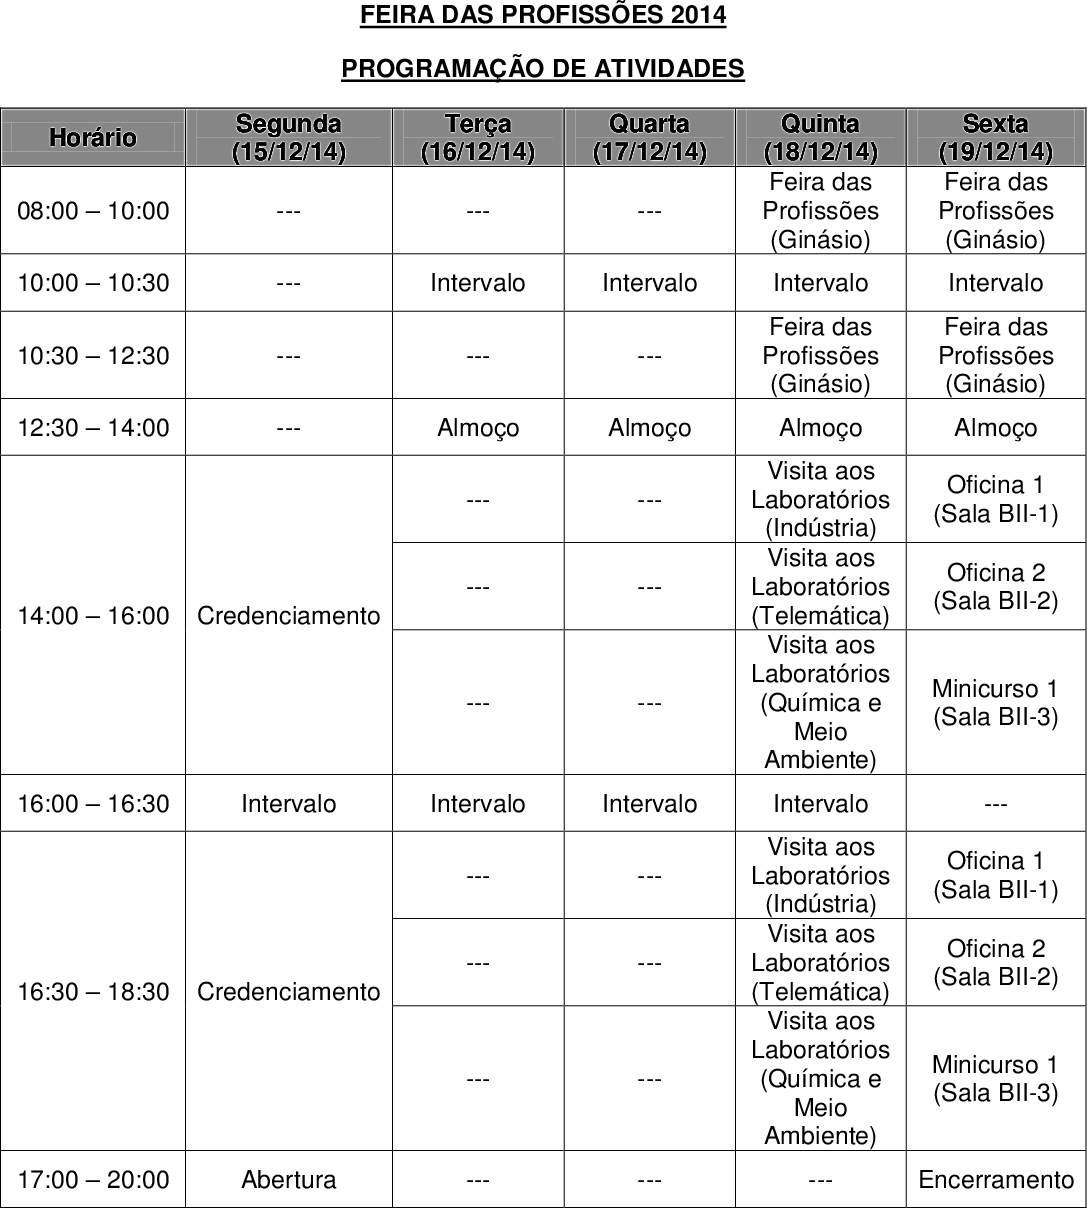 FEIRA DAS PROFISSÕES 2014
PROGRAMAÇÃO DE ATIVIDADES
Horário
Segunda
(15/12/14)
Terça
(16/12/14)
Quarta
(17/12/14)
Quinta
(18/12/14)
Sexta
(19/12/14)
08:00 – 10:00
---
---
---
Feira das
Profissões
(Ginásio)
Feira das
Profissões
(Ginásio)
10:00 – 10:30
---
Intervalo
Intervalo
Intervalo
Intervalo
10:30 – 12:30
---
---
---
Feira das
Profissões
(Ginásio)
Feira das
Profissões
(Ginásio)
12:30 – 14:00
---
Almoço
Almoço
Almoço
Almoço
14:00 – 16:00
Credenciamento
---
---
Visita aos
Laboratórios
(Indústria)
Oficina 1
(Sala BII-1)
---
---
Visita aos
Laboratórios
(Telemática)
Oficina 2
(Sala BII-2)
---
---
Visita aos
Laboratórios
(Química e
Meio
Ambiente)
Minicurso 1
(Sala BII-3)
16:00 – 16:30
Intervalo
Intervalo
Intervalo
Intervalo
---
16:30 – 18:30
Credenciamento
---
---
Visita aos
Laboratórios
(Indústria)
Oficina 1
(Sala BII-1)
---
---
Visita aos
Laboratórios
(Telemática)
Oficina 2
(Sala BII-2)
---
---
Visita aos
Laboratórios
(Química e
Meio
Ambiente)
Minicurso 1
(Sala BII-3)
17:00 – 20:00
Abertura
---
---
---
Encerramento